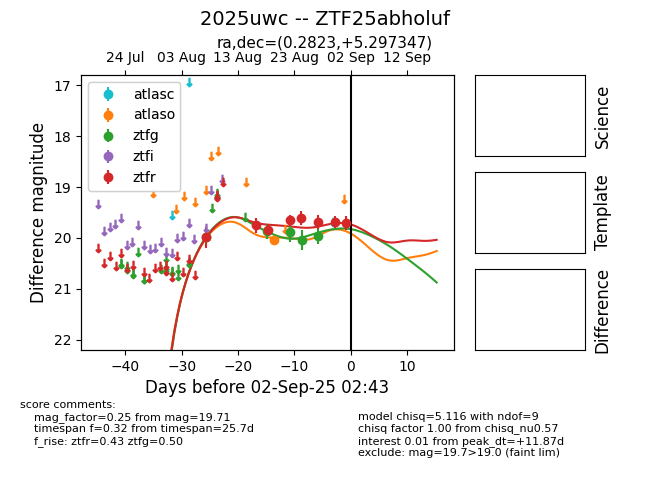 2025uwc -- ZTF25abholuf
ra,dec=(0.2823,+5.297347)
24 Jul 03 Aug 13 Aug 23 Aug 02 Sep 12 Sep
17
18
19
20
21
22
Difference magnitude
atlasc
atlaso
ztfg
ztfi
ztfr
−40 −30 −20 −10 0 10
Days before 02-Sep-25 02:43
Science
Template
Difference
score comments:
mag_factor=0.25 from mag=19.71
timespan f=0.32 from timespan=25.7d
f_rise: ztfr=0.43 ztfg=0.50
model chisq=5.116 with ndof=9
chisq factor 1.00 from chisq_nu0.57
interest 0.01 from peak_dt=+11.87d
exclude: mag=19.7>19.0 (faint lim)